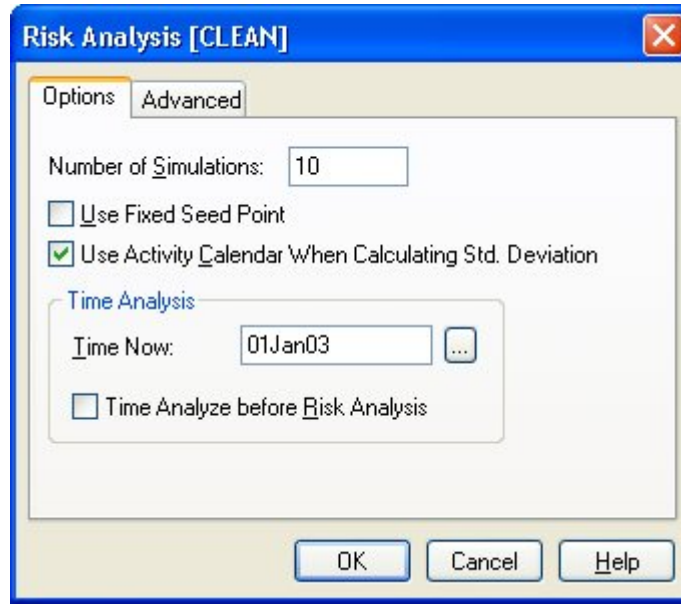 Risk Analysis [CLEAN]
Options Advanced
Number of Simulations: 10
Use Fixed Seed Point
Use Activity Calendar When Calculating Std. Deviation
Time Analysis
Time Now: 01Jan03 ...
Time Analyze before Risk Analysis
OK Cancel Help